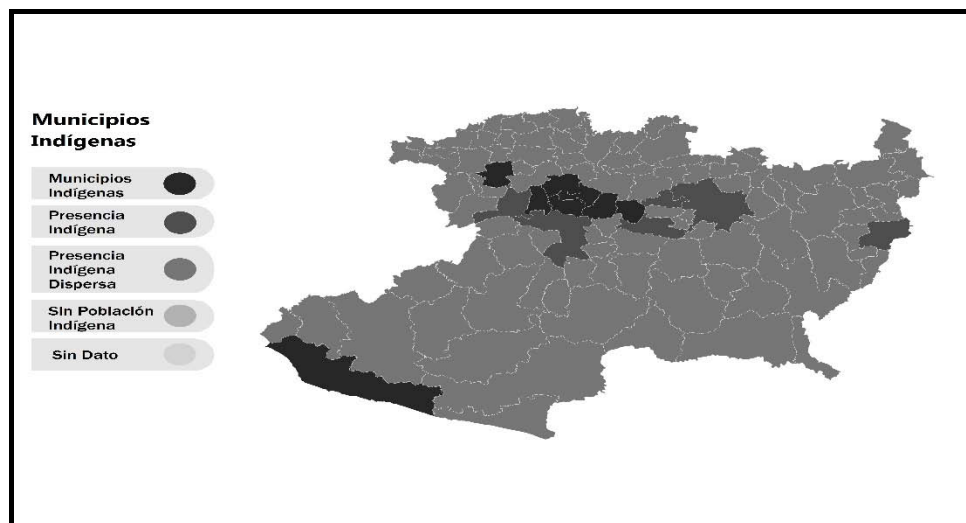 Municipios
Indígenas
Municipios
Indígenas
Presencia
Indígena
Presencia
Indígena
Dispersa
Sin Población
Indígena
Sin Dato